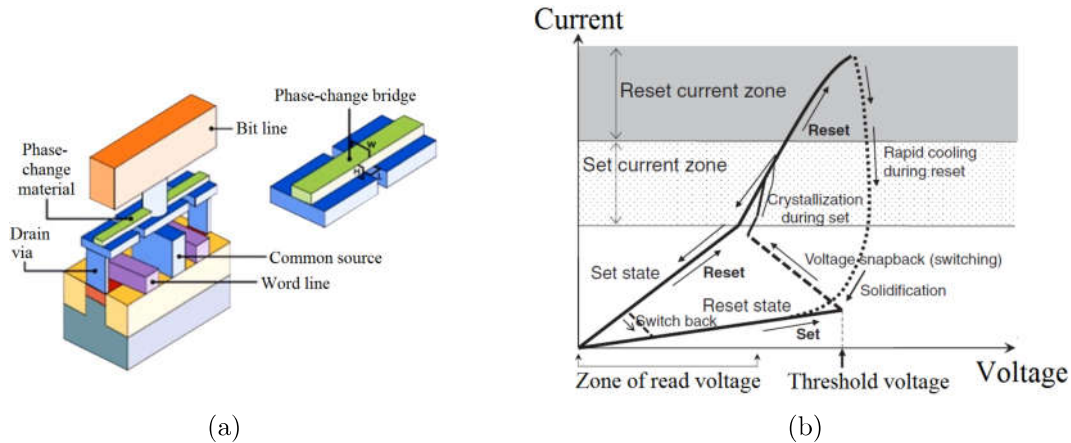 Phase-change bridge
W
H
L
Bit line
Phase-
change
material
Drain
via
Common source
Word line
(a)
Current
Reset current zone
Reset
Set current zone
Rapid cooling
during reset
Crystallization
during set
Set state
Reset
Voltage snapback (switching)
Reset state
Solidification
Switch back
Set
Zone of read voltage
Threshold voltage
Voltage
(b)